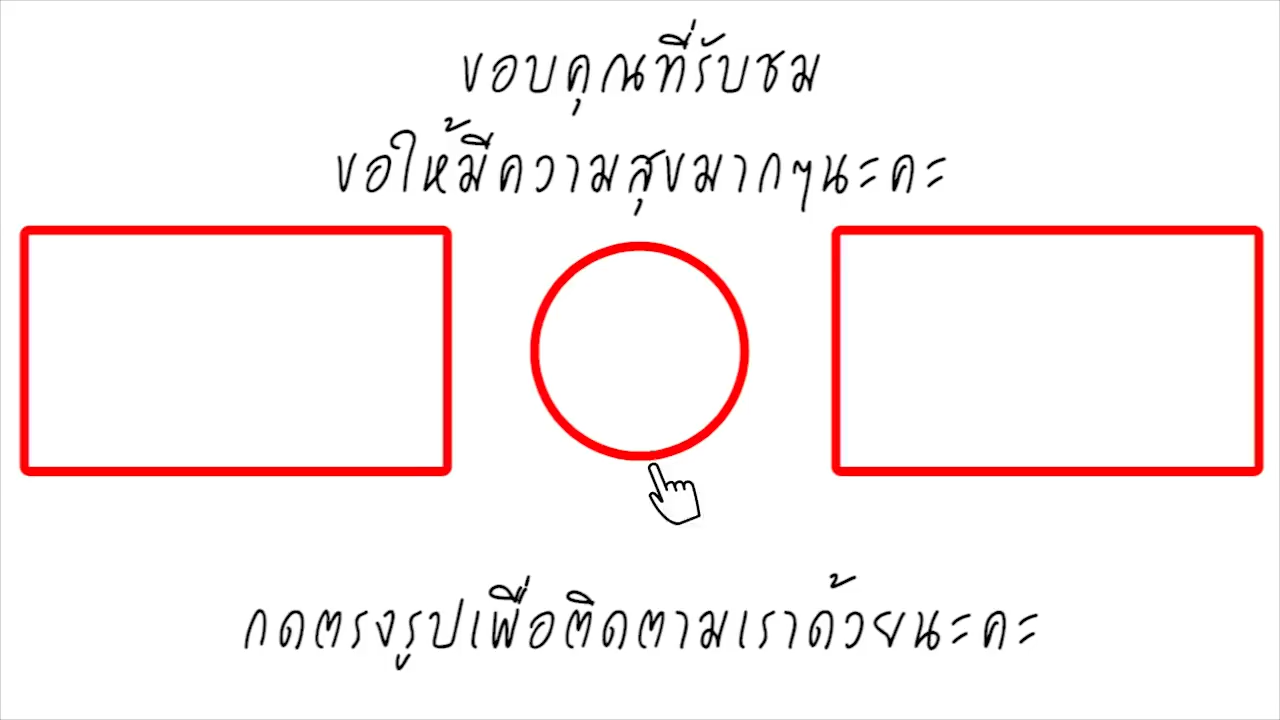 ขอบคุณที่รับชม
ขอให้มีความสุขมากๆนะคะ
กดตรงรูปเพื่อติดตามเราด้วยนะคะ